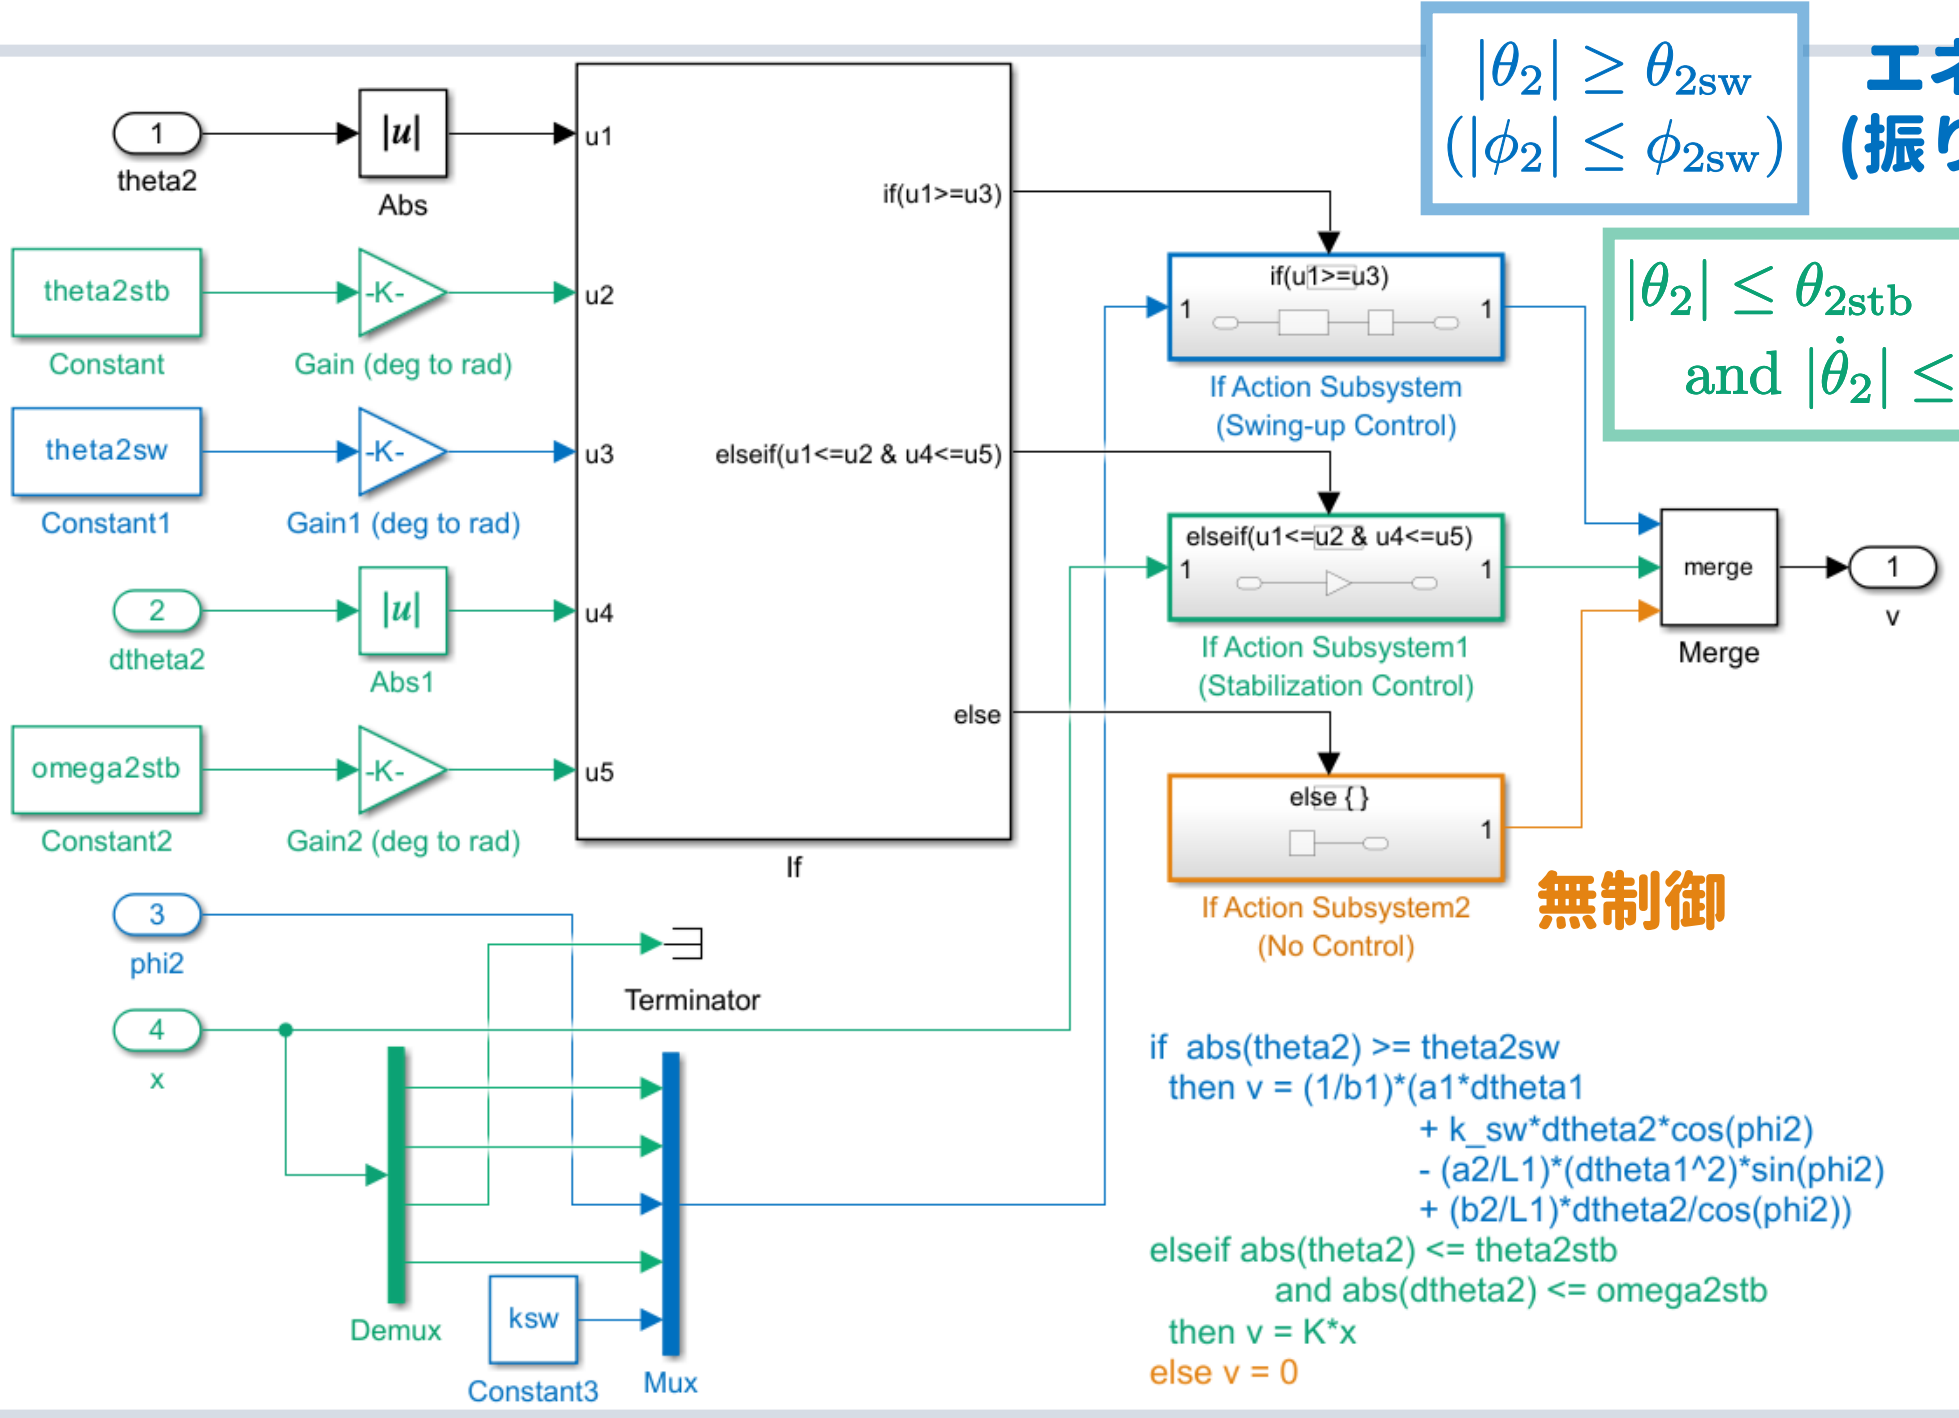 |θ₂| ≥ θ₂sw
(|ϕ₂| ≤ ϕ₂sw)
エネ
(振り
|θ₂| ≤ θ₂stb
and |θ̇₂| ≤
1
theta2
|u|
Abs
u1
if(u1>=u3)
theta2stb
-K-
u2
Constant
Gain (deg to rad)
if(u1>=u3)
1
1
If Action Subsystem
(Swing-up Control)
theta2sw
-K-
u3
Constant1
Gain1 (deg to rad)
elseif(u1<=u2 & u4<=u5)
elseif(u1<=u2 & u4<=u5)
1
1
If Action Subsystem1
(Stabilization Control)
merge
Merge
1
v
2
dtheta2
|u|
Abs1
u4
else
omega2stb
-K-
u5
Constant2
Gain2 (deg to rad)
If
else { }
1
If Action Subsystem2
(No Control)
無制御
3
phi2
Terminator
4
x
Demux
ksw
Constant3
Mux
if abs(theta2) >= theta2sw
then v = (1/b1)*(a1*dtheta1
+ k_sw*dtheta2*cos(phi2)
- (a2/L1)*(dtheta1^2)*sin(phi2)
+ (b2/L1)*dtheta2/cos(phi2))
elseif abs(theta2) <= theta2stb
and abs(dtheta2) <= omega2stb
then v = K*x
else v = 0